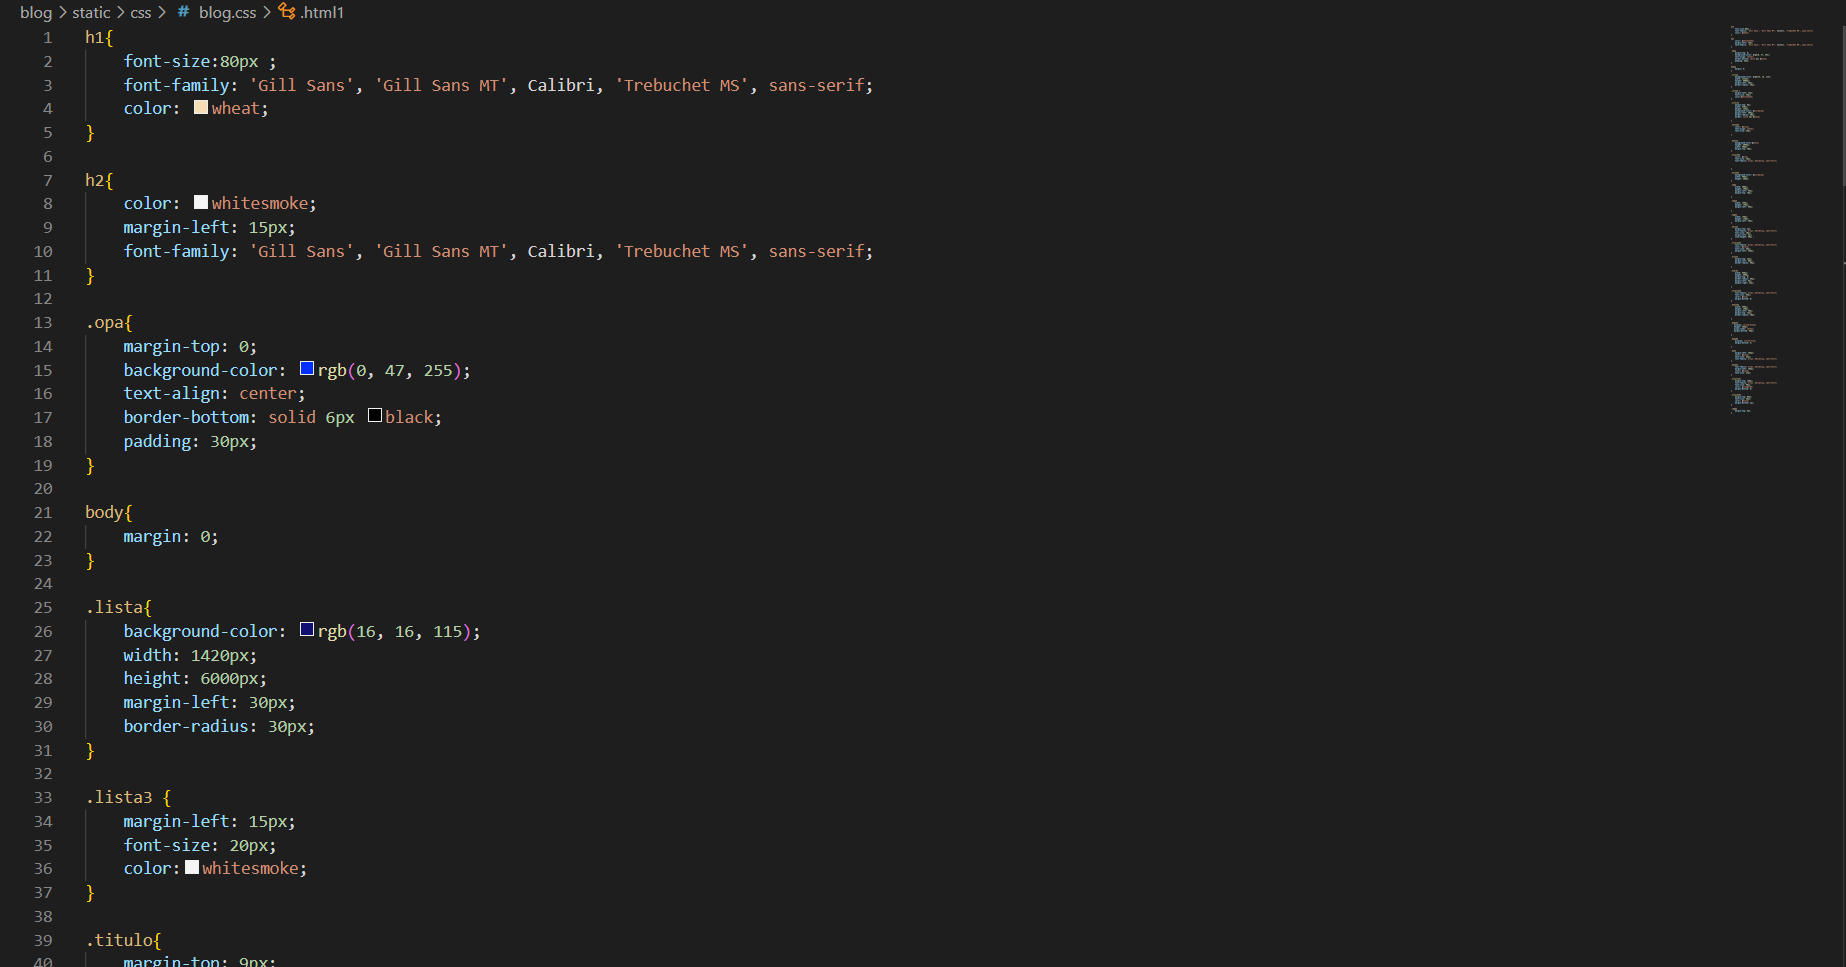 blog > static > css > # blog.css > .html1
1 h1{
2 font-size:80px ;
3 font-family: 'Gill Sans', 'Gill Sans MT', Calibri, 'Trebuchet MS', sans-serif;
4 color: wheat;
5 }
6
7 h2{
8 color: whitesmoke;
9 margin-left: 15px;
10 font-family: 'Gill Sans', 'Gill Sans MT', Calibri, 'Trebuchet MS', sans-serif;
11 }
12
13 .opa{
14 margin-top: 0;
15 background-color: rgb(0, 47, 255);
16 text-align: center;
17 border-bottom: solid 6px black;
18 padding: 30px;
19 }
20
21 body{
22 margin: 0;
23 }
24
25 .lista{
26 background-color: rgb(16, 16, 115);
27 width: 1420px;
28 height: 6000px;
29 margin-left: 30px;
30 border-radius: 30px;
31 }
32
33 .lista3 {
34 margin-left: 15px;
35 font-size: 20px;
36 color: whitesmoke;
37 }
38
39 .titulo{
40 margin-top: 9px;